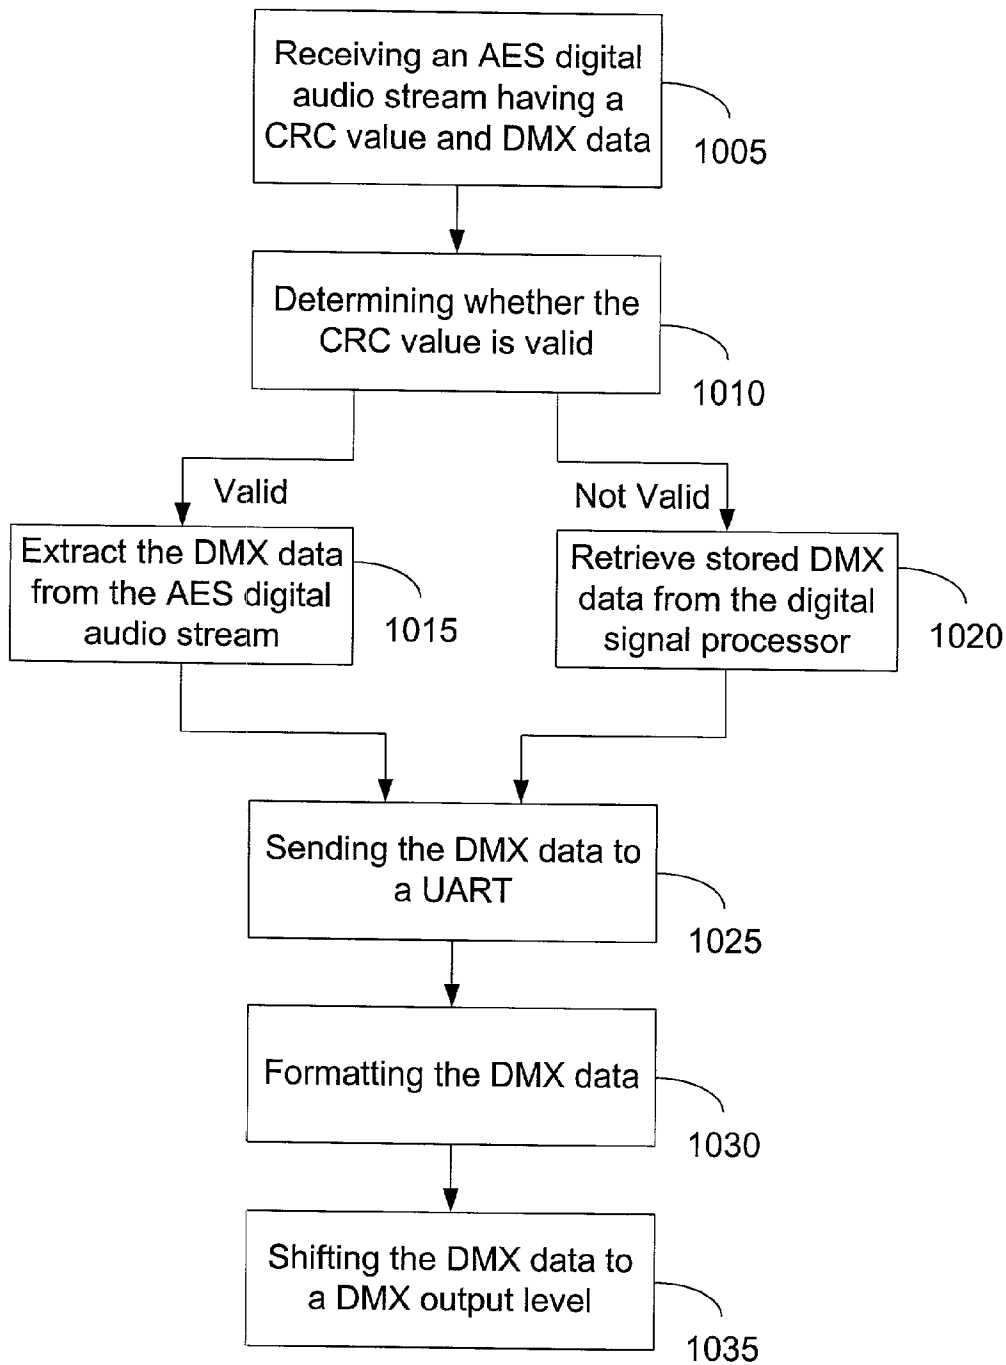 Receiving an AES digital
audio stream having a
CRC value and DMX data
1005
Determining whether the
CRC value is valid
1010
Valid
Not Valid
Extract the DMX data
from the AES digital
audio stream
1015
Retrieve stored DMX
data from the digital
signal processor
1020
Sending the DMX data to
a UART
1025
Formatting the DMX data
1030
Shifting the DMX data to
a DMX output level
1035